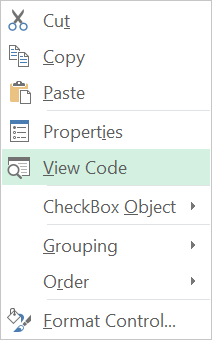 Cut
Copy
Paste
Properties
View Code
CheckBox Object
Grouping
Order
Format Control...